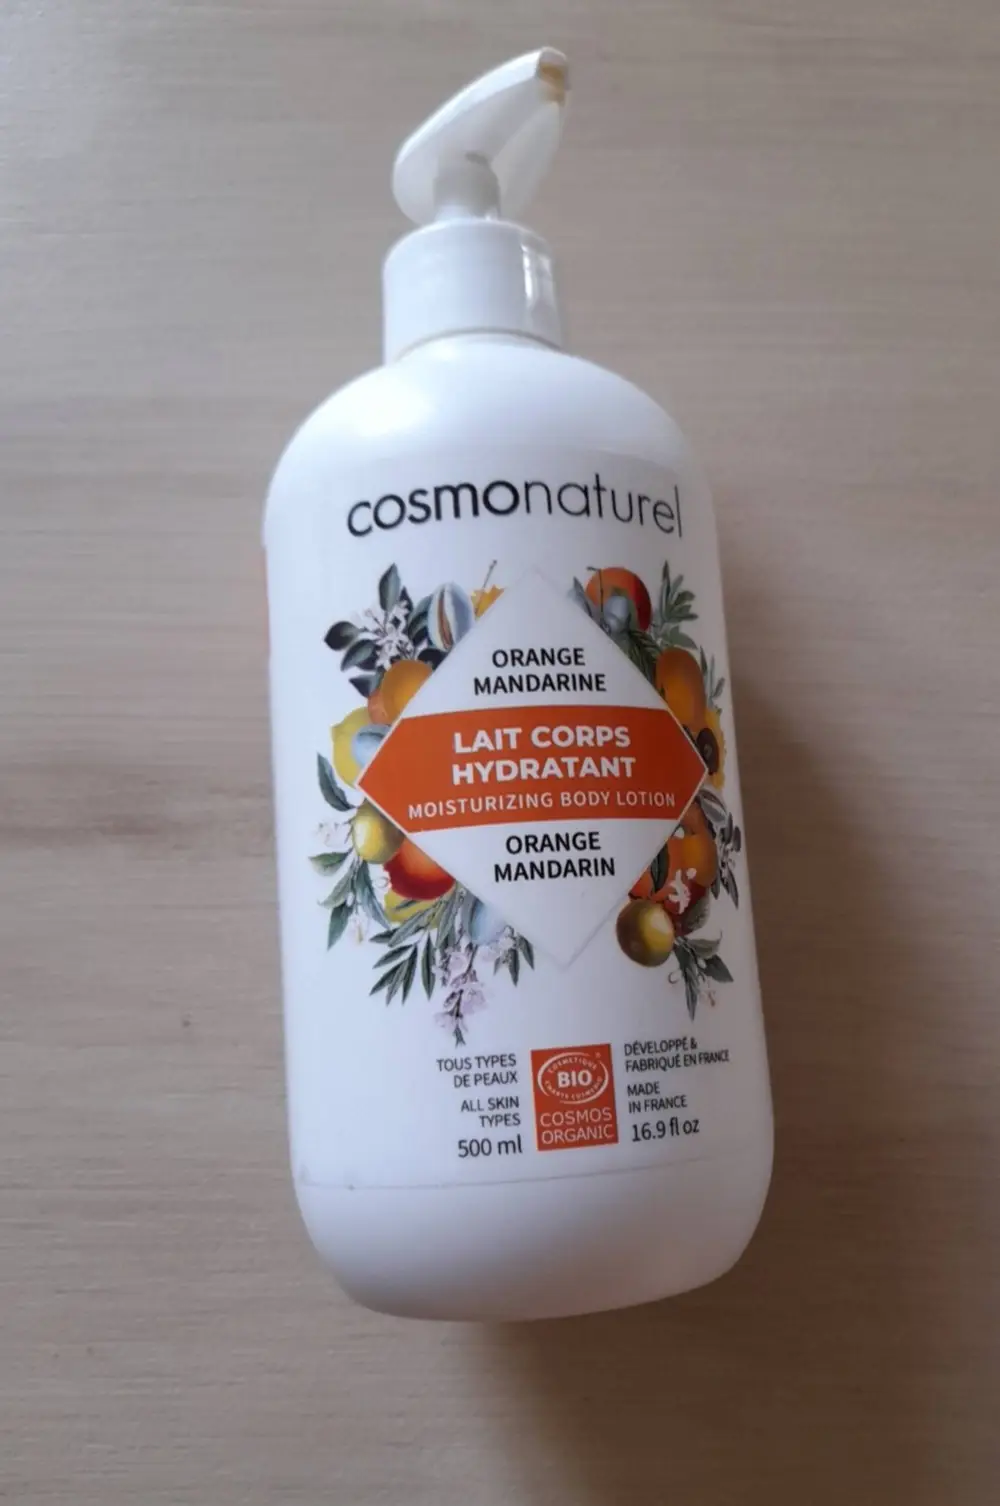 cosmonaturel
ORANGE
MANDARINE
LAIT CORPS
HYDRATANT
MOISTURIZING BODY LOTION
ORANGE
MANDARIN
TOUS TYPES
DE PEAUX
ALL SKIN
TYPES
500 ml
COSMETIQUE
BIO
COSMOS
ORGANIC
DÉVELOPPÉ &
FABRIQUÉ EN FRANCE
MADE
IN FRANCE
16.9 fl oz